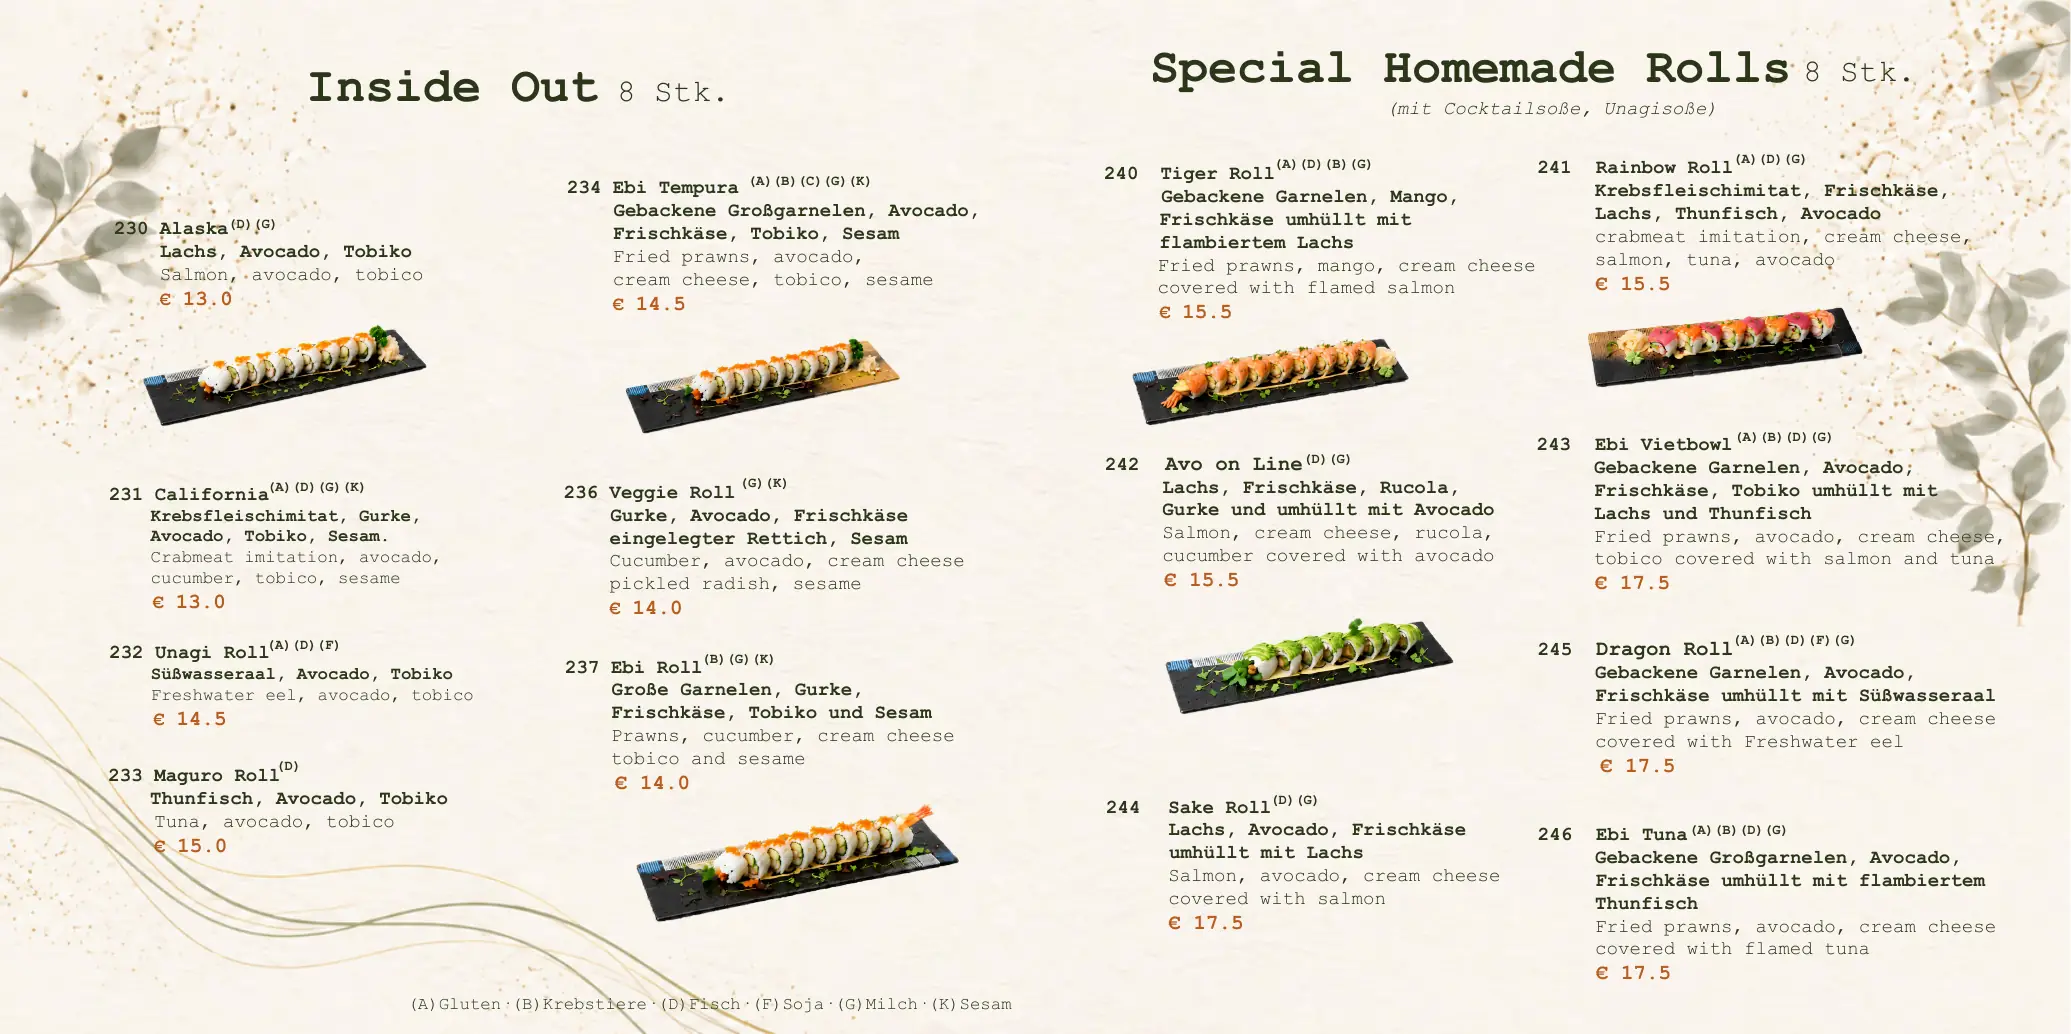 Inside Out 8 Stk.
230 Alaska(D)(G)
Lachs, Avocado, Tobiko
Salmon, avocado, tobico
€ 13.0
231 California(A)(D)(G)(K)
Krebsfleischimitat, Gurke,
Avocado, Tobiko, Sesam.
Crabmeat imitation, avocado,
cucumber, tobico, sesame
€ 13.0
232 Unagi Roll(A)(D)(F)
Süßwasseraal, Avocado, Tobiko
Freshwater eel, avocado, tobico
€ 14.5
233 Maguro Roll(D)
Thunfisch, Avocado, Tobiko
Tuna, avocado, tobico
€ 15.0
234 Ebi Tempura (A)(B)(C)(G)(K)
Gebackene Großgarnelen, Avocado,
Frischkäse, Tobiko, Sesam
Fried prawns, avocado,
cream cheese, tobico, sesame
€ 14.5
236 Veggie Roll (G)(K)
Gurke, Avocado, Frischkäse
eingelegter Rettich, Sesam
Cucumber, avocado, cream cheese
pickled radish, sesame
€ 14.0
237 Ebi Roll(B)(G)(K)
Große Garnelen, Gurke,
Frischkäse, Tobiko und Sesam
Prawns, cucumber, cream cheese
tobico and sesame
€ 14.0
(A)Gluten·(B)Krebstiere·(D)Fisch·(F)Soja·(G)Milch·(K)Sesam
Special Homemade Rolls 8 Stk.
(mit Cocktailsoße, Unagisoße)
240 Tiger Roll(A)(D)(B)(G)
Gebackene Garnelen, Mango,
Frischkäse umhüllt mit
flambiertem Lachs
Fried prawns, mango, cream cheese
covered with flamed salmon
€ 15.5
241 Rainbow Roll(A)(D)(G)
Krebsfleischimitat, Frischkäse,
Lachs, Thunfisch, Avocado
crabmeat imitation, cream cheese,
salmon, tuna, avocado
€ 15.5
242 Avo on Line(D)(G)
Lachs, Frischkäse, Rucola,
Gurke und umhüllt mit Avocado
Salmon, cream cheese, rucola,
cucumber covered with avocado
€ 15.5
243 Ebi Vietbowl(A)(B)(D)(G)
Gebackene Garnelen, Avocado,
Frischkäse, Tobiko umhüllt mit
Lachs und Thunfisch
Fried prawns, avocado, cream cheese,
tobico covered with salmon and tuna
€ 17.5
244 Sake Roll(D)(G)
Lachs, Avocado, Frischkäse
umhüllt mit Lachs
Salmon, avocado, cream cheese
covered with salmon
€ 17.5
245 Dragon Roll(A)(B)(D)(F)(G)
Gebackene Garnelen, Avocado,
Frischkäse umhüllt mit Süßwasseraal
Fried prawns, avocado, cream cheese
covered with Freshwater eel
€ 17.5
246 Ebi Tuna(A)(B)(D)(G)
Gebackene Großgarnelen, Avocado,
Frischkäse umhüllt mit flambiertem
Thunfisch
Fried prawns, avocado, cream cheese
covered with flamed tuna
€ 17.5